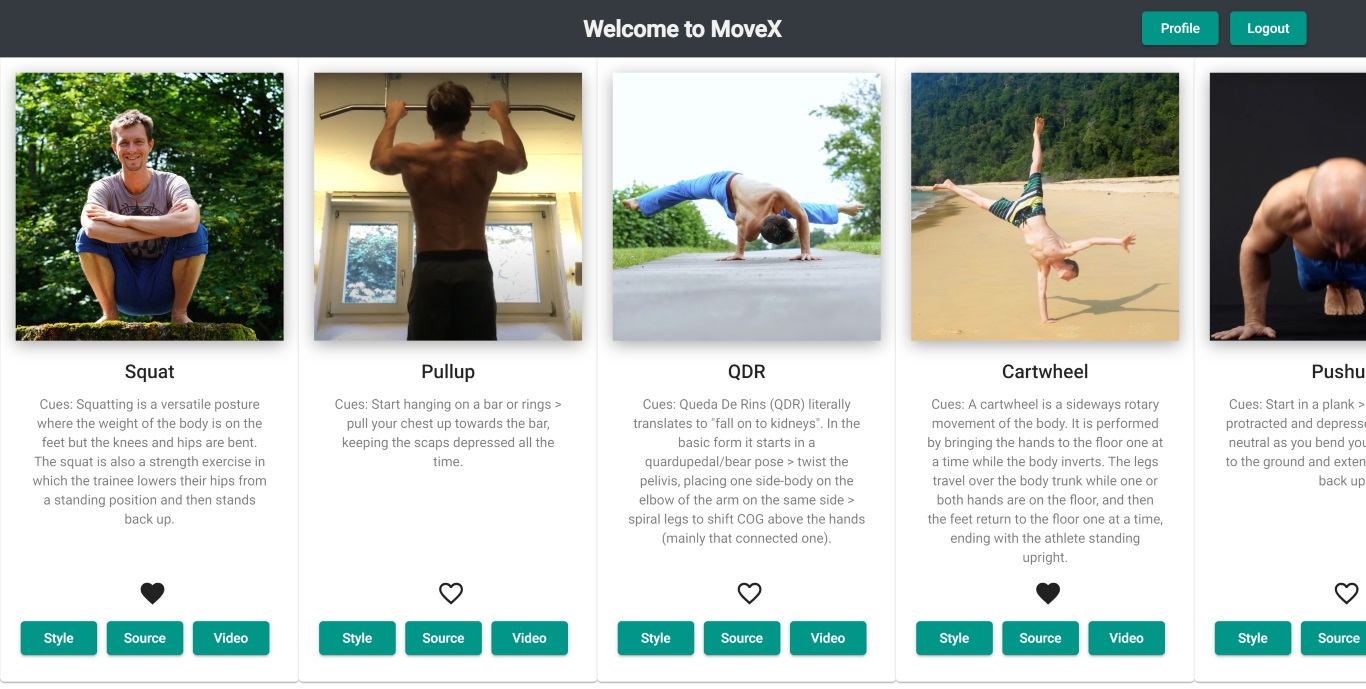 Welcome to MoveX
Profile
Logout
Squat
Cues: Squatting is a versatile posture
where the weight of the body is on the
feet but the knees and hips are bent.
The squat is also a strength exercise in
which the trainee lowers their hips from
a standing position and then stands
back up.
Style
Source
Video
Pullup
Cues: Start hanging on a bar or rings >
pull your chest up towards the bar,
keeping the scaps depressed all the
time.
Style
Source
Video
QDR
Cues: Queda De Rins (QDR) literally
translates to "fall on to kidneys". In the
basic form it starts in a
quardupedal/bear pose > twist the
pelivis, placing one side-body on the
elbow of the arm on the same side >
spiral legs to shift COG above the hands
(mainly that connected one).
Style
Source
Video
Cartwheel
Cues: A cartwheel is a sideways rotary
movement of the body. It is performed
by bringing the hands to the floor one at
a time while the body inverts. The legs
travel over the body trunk while one or
both hands are on the floor, and then
the feet return to the floor one at a time,
ending with the athlete standing
upright.
Style
Source
Video
Pushu
Cues: Start in a plank >
protracted and depresse
neutral as you bend you
to the ground and exten
back up
Style
Source